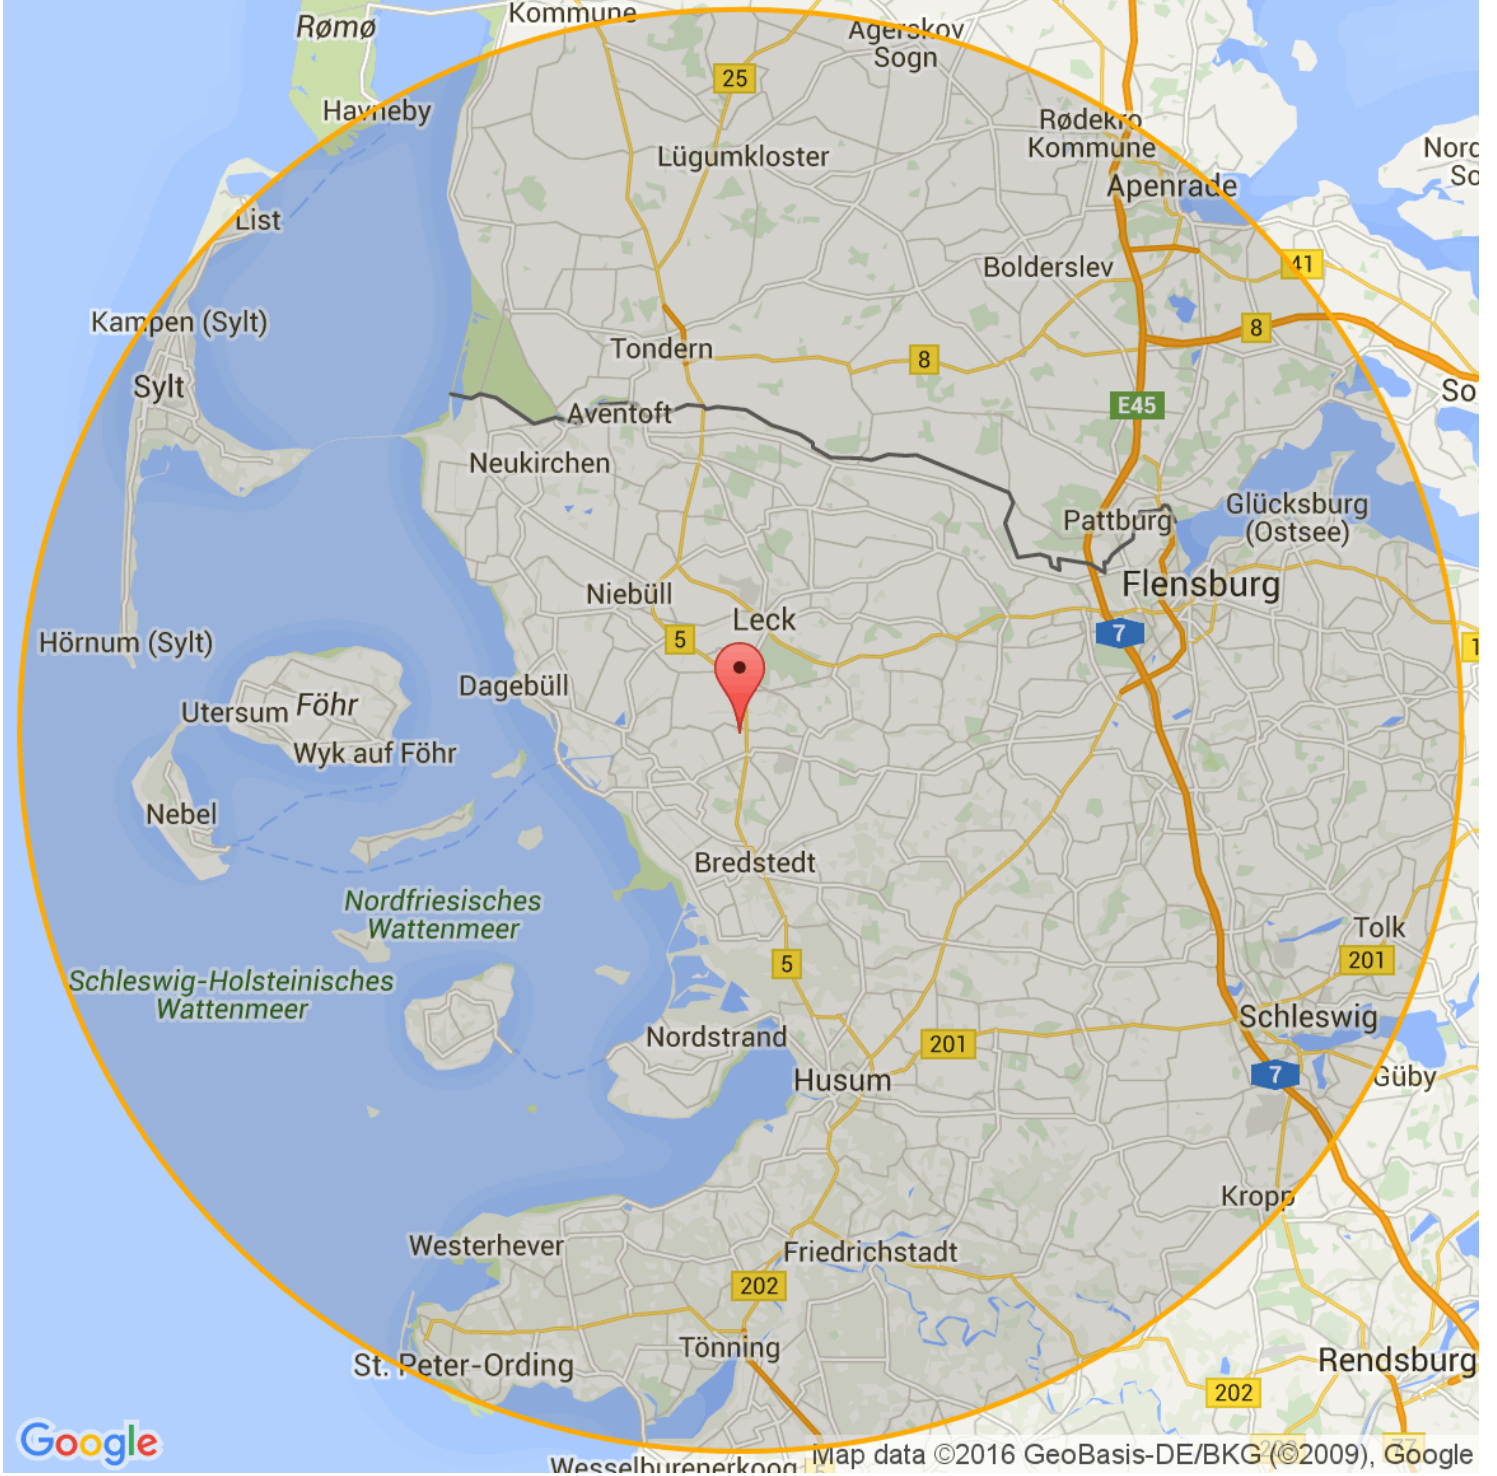 Kommune
Rømø
Agerskov
Sogn
25
Havneby
Rødekro
Kommune
Lügumkloster
Apenrade
List
Bolderslev
41
Kampen (Sylt)
8
Tondern
8
Sylt
So
E45
Aventoft
Neukirchen
Glücksburg
(Ostsee)
Pattburg
Flensburg
Niebüll
Leck
7
5
Hörnum (Sylt)
1
Dagebüll
Föhr
Utersum
Wyk auf Föhr
Nebel
Bredstedt
Nordfriesisches
Wattenmeer
Tolk
201
5
Schleswig-Holsteinisches
Wattenmeer
Schleswig
Nordstrand
201
Husum
7
Güby
Kropp
Westerhever
Friedrichstadt
202
Tönning
St. Peter-Ording
Rendsburg
202
Google
Map data ©2016 GeoBasis-DE/BKG (©2009), Google
Wesselburenerkoog